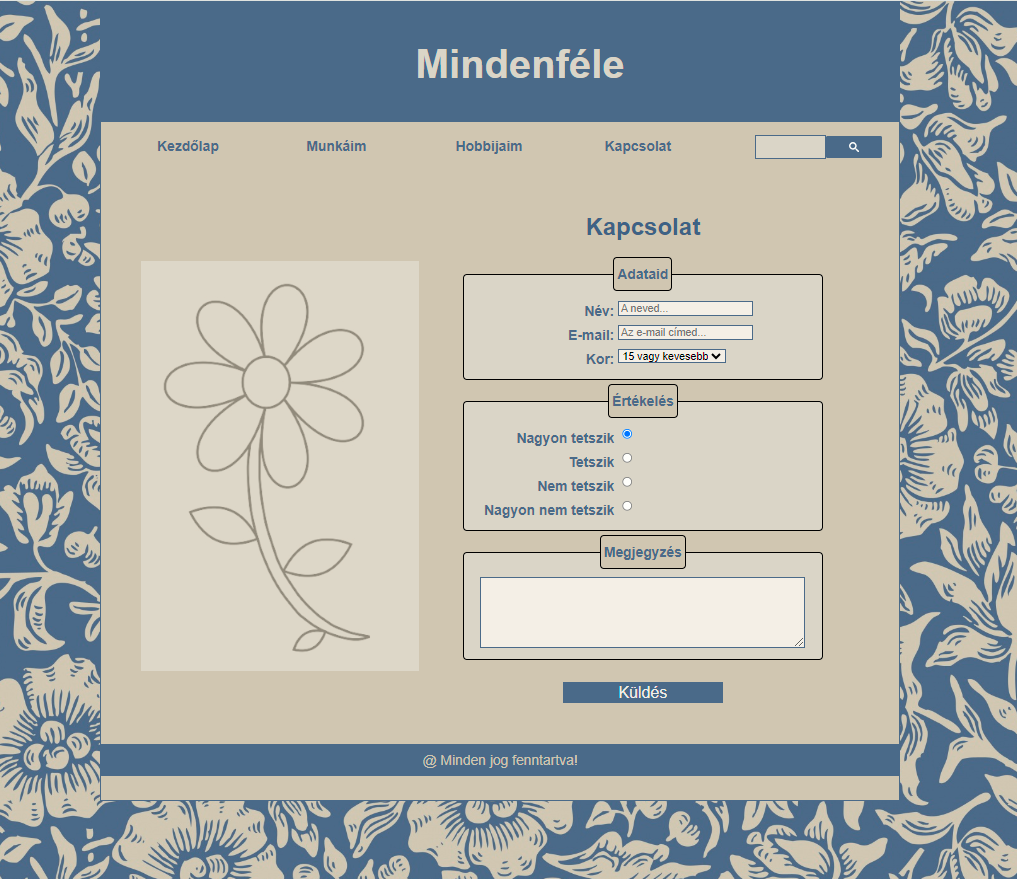 Mindenféle
Kezdőlap Munkáim Hobbijaim Kapcsolat
Kapcsolat
Adataid
Név: A neved...
E-mail: Az e-mail címed...
Kor: 15 vagy kevesebb
Értékelés
Nagyon tetszik
Tetszik
Nem tetszik
Nagyon nem tetszik
Megjegyzés
Küldés
@ Minden jog fenntartva!